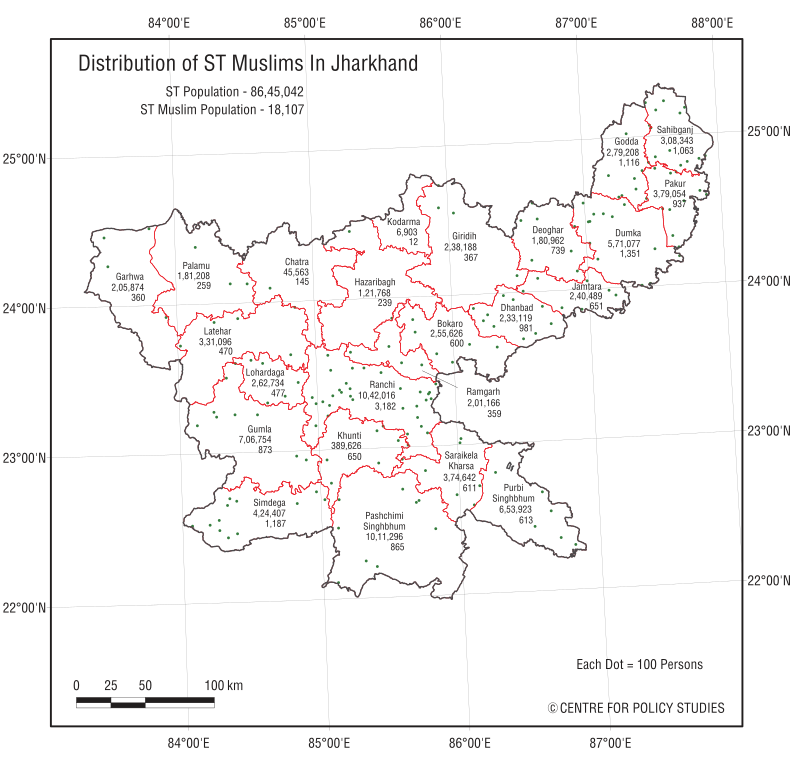 84°00'E 85°00'E 86°00'E 87°00'E 88°00'E
Distribution of ST Muslims In Jharkhand
ST Population - 86,45,042
ST Muslim Population - 18,107
25°00'N
24°00'N
23°00'N
22°00'N
25°00'N
24°00'N
23°00'N
22°00'N
Sahibganj
3,08,343
1,063
Godda
2,79,208
1,116
Pakur
3,79,054
937
Kodarma
6,903
12
Giridih
2,38,188
367
Deoghar
1,80,962
739
Dumka
5,71,077
1,351
Garhwa
2,05,874
360
Palamu
1,81,208
259
Chatra
45,563
145
Hazaribagh
1,21,768
239
Jamtara
2,40,489
651
Dhanbad
2,33,119
981
Latehar
3,31,096
470
Bokaro
2,55,626
600
Lohardaga
2,62,734
477
Ranchi
10,42,016
3,182
Ramgarh
2,01,166
359
Gumla
7,06,754
873
Khunti
389,626
650
Saraikela
Kharsa
3,74,642
611
Purbi
Singhbhum
6,53,923
613
Simdega
4,24,407
1,187
Pashchimi
Singhbhum
10,11,296
865
Each Dot = 100 Persons
0 25 50 100 km
© CENTRE FOR POLICY STUDIES
84°00'E 85°00'E 86°00'E 87°00'E